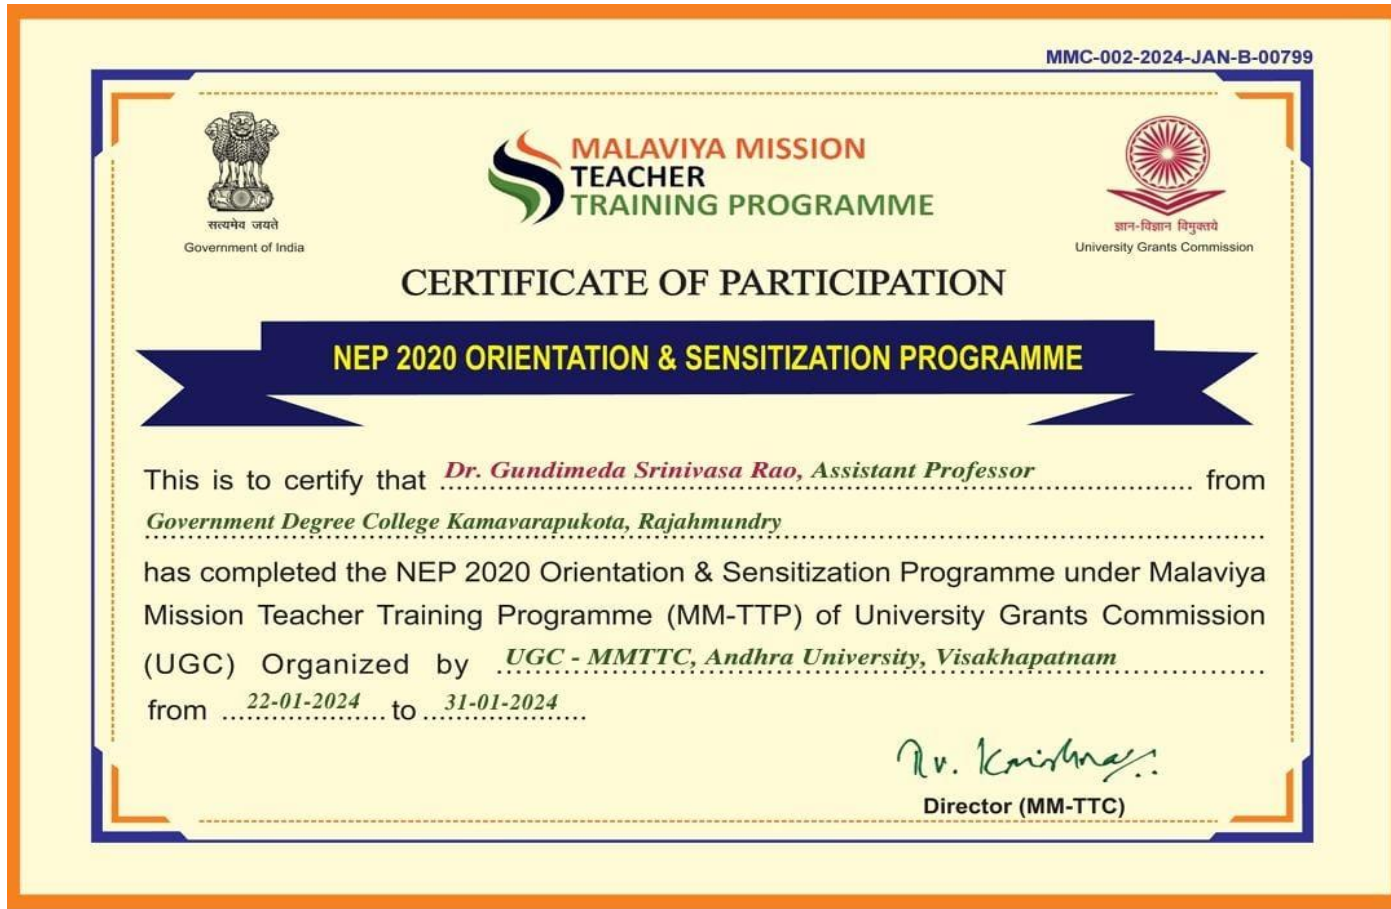 MMC-002-2024-JAN-B-00799
MALAVIYA MISSION
TEACHER
TRAINING PROGRAMME
सत्यमेव जयते
Government of India
ज्ञान-विज्ञान विमुक्तये
University Grants Commission
CERTIFICATE OF PARTICIPATION
NEP 2020 ORIENTATION & SENSITIZATION PROGRAMME
This is to certify that Dr. Gundimeda Srinivasa Rao, Assistant Professor from
Government Degree College Kamavarapukota, Rajahmundry
has completed the NEP 2020 Orientation & Sensitization Programme under Malaviya
Mission Teacher Training Programme (MM-TTP) of University Grants Commission
(UGC) Organized by UGC - MMTTC, Andhra University, Visakhapatnam
from 22-01-2024 to 31-01-2024
Director (MM-TTC)